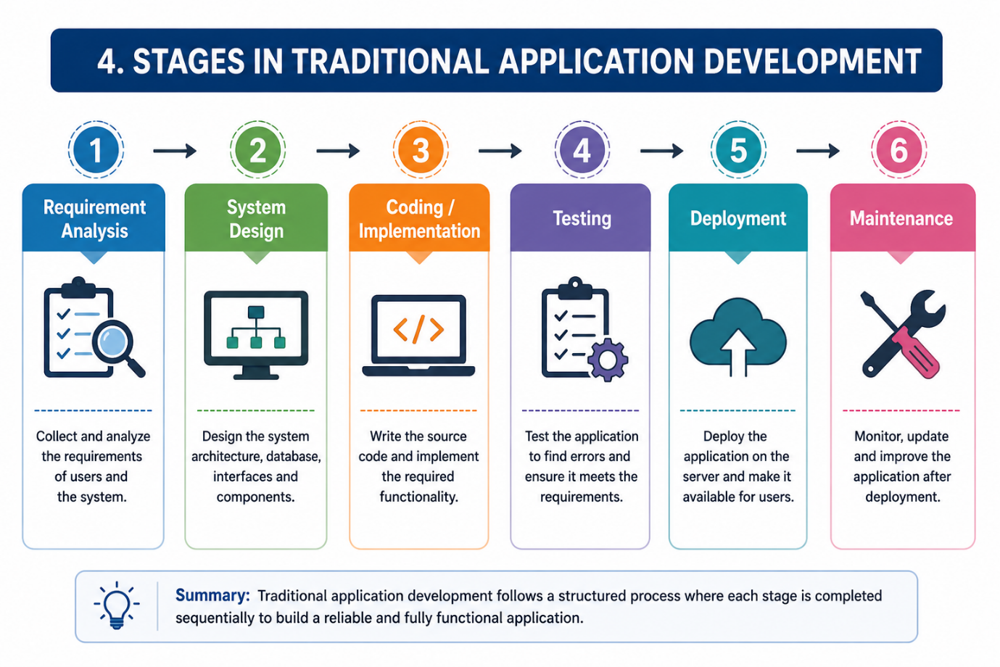 4. STAGES IN TRADITIONAL APPLICATION DEVELOPMENT
1
2
3
4
5
6
Requirement
Analysis
Collect and analyze
the requirements
of users and
the system.
System
Design
Design the system
architecture, database,
interfaces and
components.
Coding /
Implementation
</>
Write the source
code and implement
the required
functionality.
Testing
Test the application
to find errors and
ensure it meets the
requirements.
Deployment
Deploy the
application on the
server and make it
available for users.
Maintenance
Monitor, update
and improve the
application after
deployment.
Summary: Traditional application development follows a structured process where each stage is completed
sequentially to build a reliable and fully functional application.